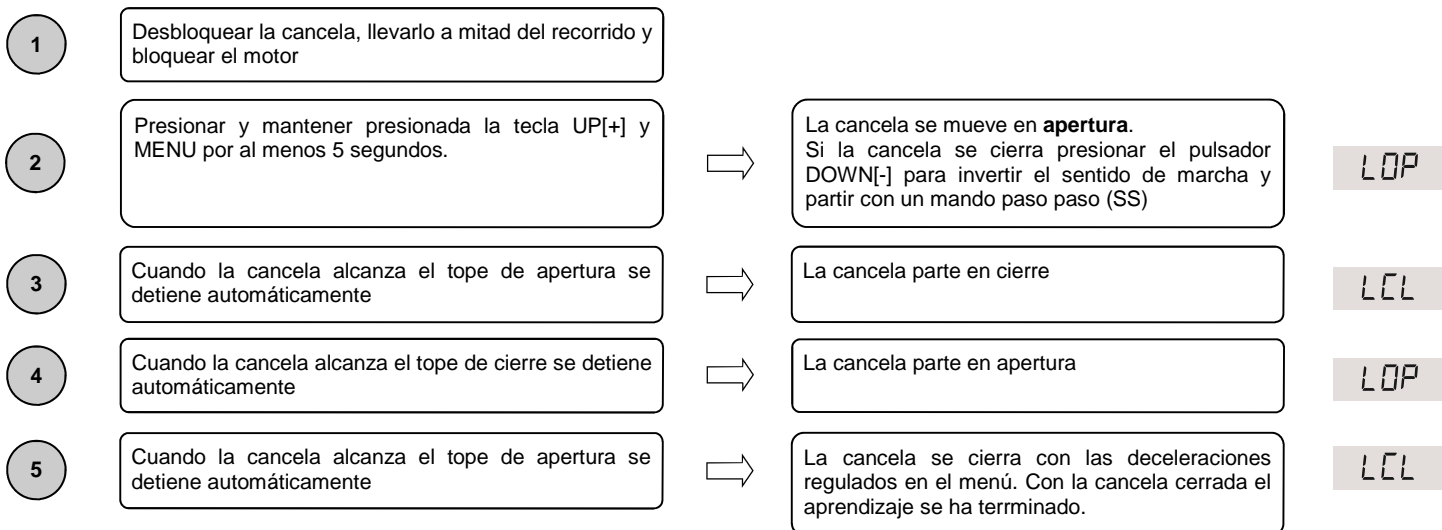 1
Desbloquear la cancela, llevarlo a mitad del recorrido y
bloquear el motor
2
Presionar y mantener presionada la tecla UP[+] y
MENU por al menos 5 segundos.
La cancela se mueve en apertura.
Si la cancela se cierra presionar el pulsador
DOWN[-] para invertir el sentido de marcha y
partir con un mando paso paso (SS)
LOP
3
Cuando la cancela alcanza el tope de apertura se
detiene automáticamente
La cancela parte en cierre
LCL
4
Cuando la cancela alcanza el tope de cierre se detiene
automáticamente
La cancela parte en apertura
LOP
5
Cuando la cancela alcanza el tope de apertura se
detiene automáticamente
La cancela se cierra con las deceleraciones
regulados en el menú. Con la cancela cerrada el
aprendizaje se ha terrminado.
LCL